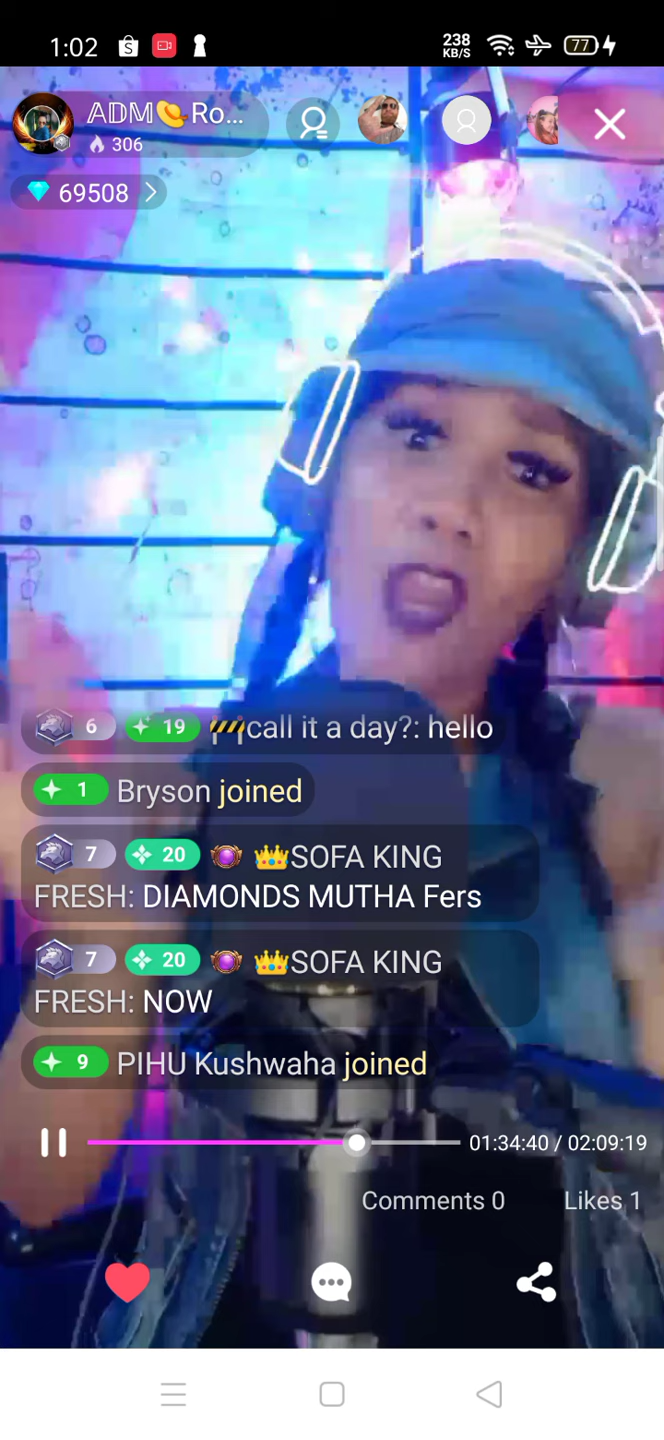 1:02
238
KB/S
77
𝔸𝔻𝕄👒Ro...
306
69508
6 19 🚧call it a day?: hello
1 Bryson joined
7 20 👑SOFA KING
FRESH: DIAMONDS MUTHA Fers
7 20 👑SOFA KING
FRESH: NOW
9 PIHU Kushwaha joined
01:34:40 / 02:09:19
Comments 0 Likes 1